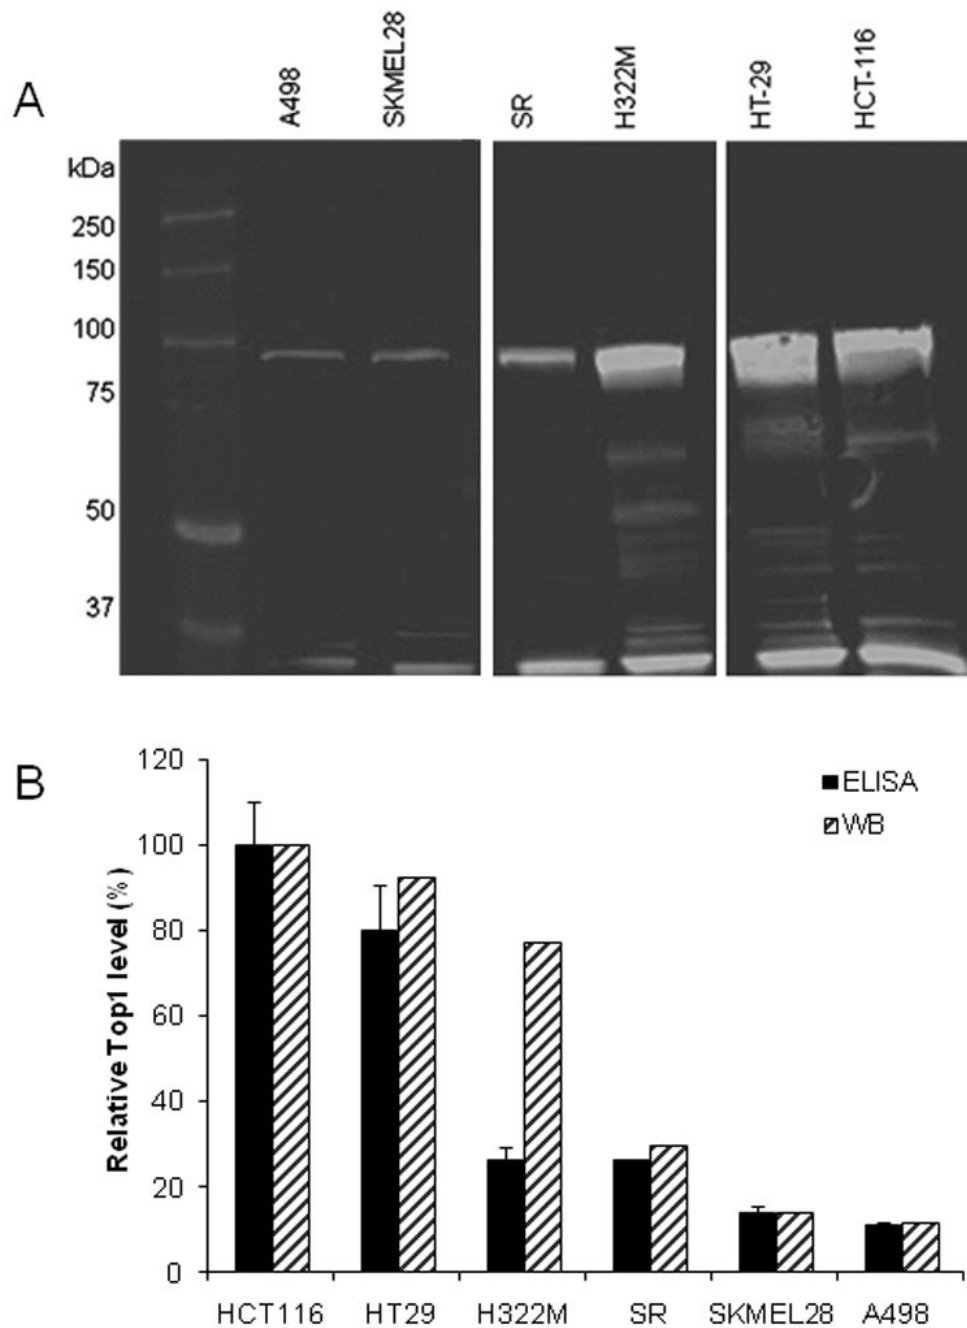 A
A498
SKMEL28
SR
H322M
HT-29
HCT-116
kDa
250
150
100
75
50
37
B
120
100
80
60
40
20
0
Relative Top1 level (%)
ELISA
WB
HCT116 HT29 H322M SR SKMEL28 A498